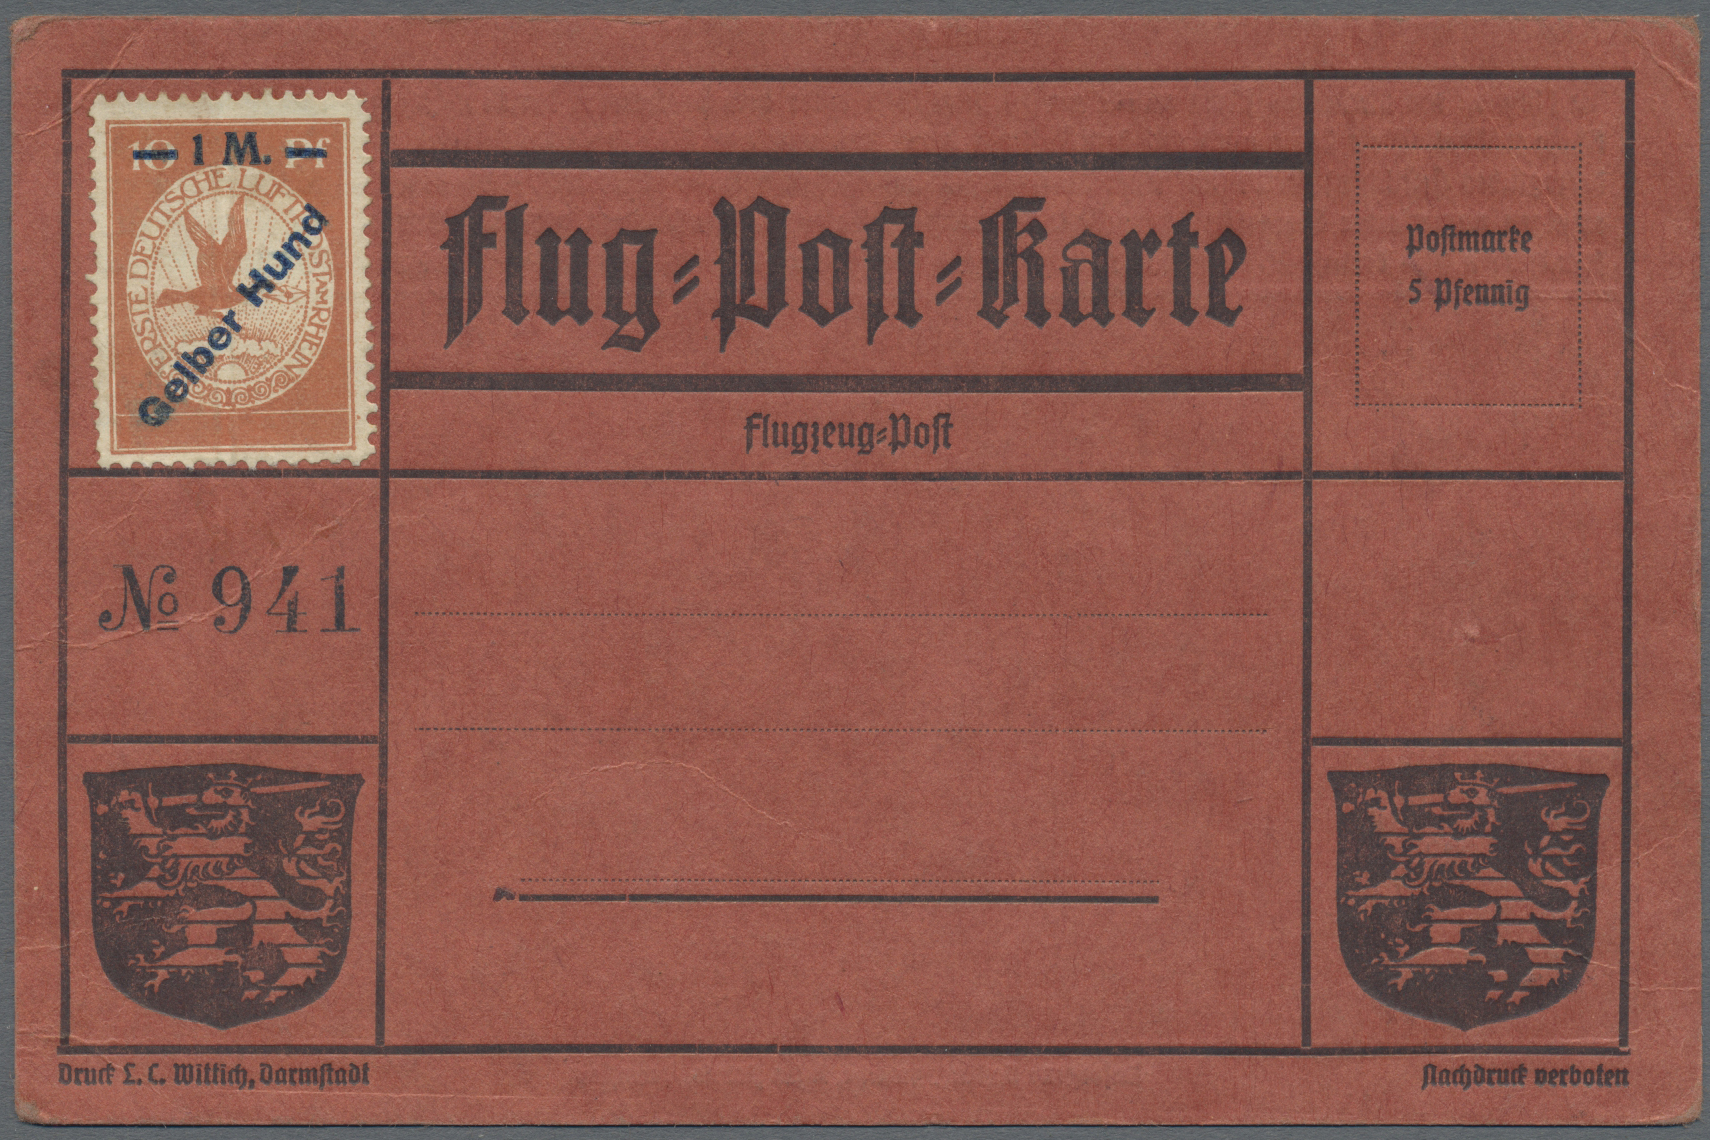 10 Pf
1 M.
ERSTE DEUTSCHE LUFTPOST AM RHEIN
Gelber Hund
Flug-Post-Karte
Flugzeug-Post
Postmarke
5 Pfennig
№ 941
Druck L. C. Wittich, Darmstadt
Nachdruck verboten